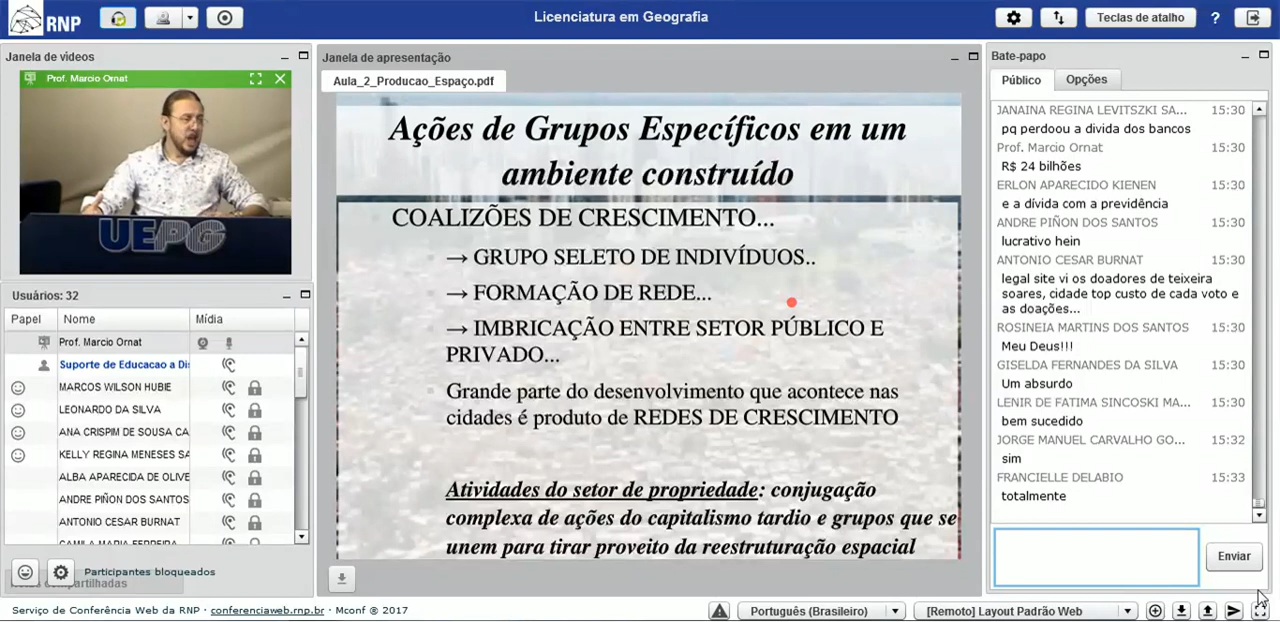 RNP
Licenciatura em Geografia
Teclas de atalho
?
Janela de vídeos
Prof. Marcio Ornat
UEPG
Usuários: 32
Papel Nome Mídia
Prof. Marcio Ornat
Suporte de Educacao a Dis
MARCOS WILSON HUBIE
LEONARDO DA SILVA
ANA CRISPIM DE SOUSA CA
KELLY REGINA MENESES SA
ALBA APARECIDA DE OLIVE
ANDRE PIÑON DOS SANTOS
ANTONIO CESAR BURNAT
CAMILA MARIA FERREIRA
Participantes bloqueados
Janela de apresentação
Aula_2_Producao_Espaço.pdf
Ações de Grupos Específicos em um
ambiente construído
COALIZÕES DE CRESCIMENTO...
→ GRUPO SELETO DE INDIVÍDUOS..
→ FORMAÇÃO DE REDE...
→ IMBRICAÇÃO ENTRE SETOR PÚBLICO E
PRIVADO...
Grande parte do desenvolvimento que acontece nas
cidades é produto de REDES DE CRESCIMENTO
Atividades do setor de propriedade: conjugação
complexa de ações do capitalismo tardio e grupos que se
unem para tirar proveito da reestruturação espacial
Bate-papo
Público Opções
JANAINA REGINA LEVITSZKI SA... 15:30
pq perdoou a divida dos bancos
Prof. Marcio Ornat 15:30
R$ 24 bilhões
ERLON APARECIDO KIENEN 15:30
e a dívida com a previdência
ANDRE PIÑON DOS SANTOS 15:30
lucrativo hein
ANTONIO CESAR BURNAT 15:30
legal site vi os doadores de teixeira
soares, cidade top custo de cada voto e
as doações...
ROSINEIA MARTINS DOS SANTOS 15:30
Meu Deus!!!
GISELDA FERNANDES DA SILVA 15:30
Um absurdo
LENIR DE FATIMA SINCOSKI MA... 15:30
bem sucedido
JORGE MANUEL CARVALHO GO... 15:32
sim
FRANCIELLE DELABIO 15:33
totalmente
Enviar
Serviço de Conferência Web da RNP · conferenciaweb.rnp.br · Mconf ® 2017
Português (Brasileiro)
[Remoto] Layout Padrão Web